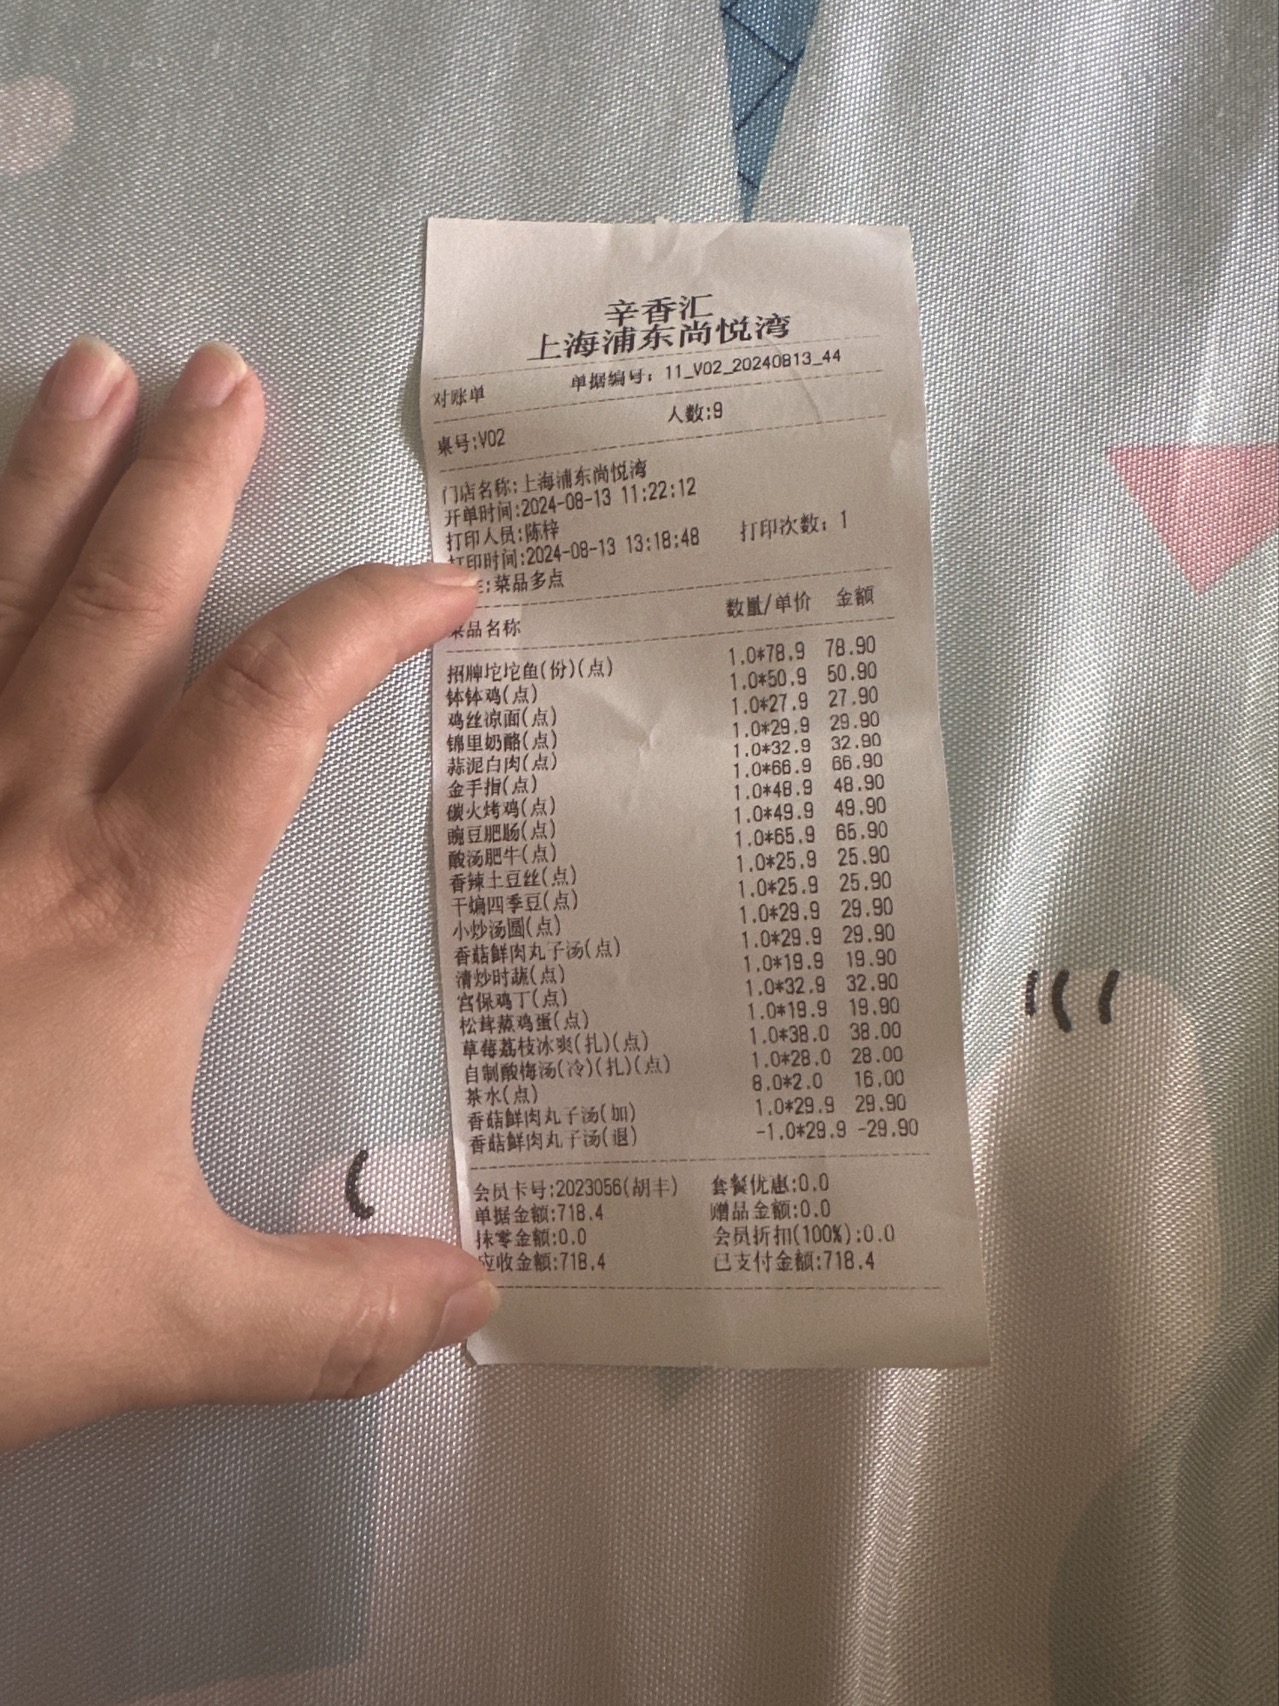 辛香汇
上海浦东尚悦湾
对账单 单据编号: 11_V02_20240813_44
桌号:V02 人数:9
门店名称:上海浦东尚悦湾
开单时间:2024-08-13 11:22:12
打印人员:陈梓
打印时间:2024-08-13 13:18:48 打印次数: 1
:菜品多点
菜品名称 数量/单价 金额
招牌坨坨鱼(份)(点) 1.0*78.9 78.90
钵钵鸡(点) 1.0*50.9 50.90
鸡丝凉面(点) 1.0*27.9 27.90
锦里奶酪(点) 1.0*29.9 29.90
蒜泥白肉(点) 1.0*32.9 32.90
金手指(点) 1.0*66.9 66.90
碳火烤鸡(点) 1.0*48.9 48.90
豌豆肥肠(点) 1.0*49.9 49.90
酸汤肥牛(点) 1.0*65.9 65.90
香辣土豆丝(点) 1.0*25.9 25.90
干煸四季豆(点) 1.0*25.9 25.90
小炒汤圆(点) 1.0*29.9 29.90
香菇鲜肉丸子汤(点) 1.0*29.9 29.90
清炒时蔬(点) 1.0*19.9 19.90
宫保鸡丁(点) 1.0*32.9 32.90
松茸蒸鸡蛋(点) 1.0*19.9 19.90
草莓荔枝冰爽(扎)(点) 1.0*38.0 38.00
自制酸梅汤(冷)(扎)(点) 1.0*28.0 28.00
茶水(点) 8.0*2.0 16.00
香菇鲜肉丸子汤(加) 1.0*29.9 29.90
香菇鲜肉丸子汤(退) -1.0*29.9 -29.90
会员卡号:2023056(胡丰) 套餐优惠:0.0
单据金额:718.4 赠品金额:0.0
抹零金额:0.0 会员折扣(100%):0.0
应收金额:718.4 已支付金额:718.4